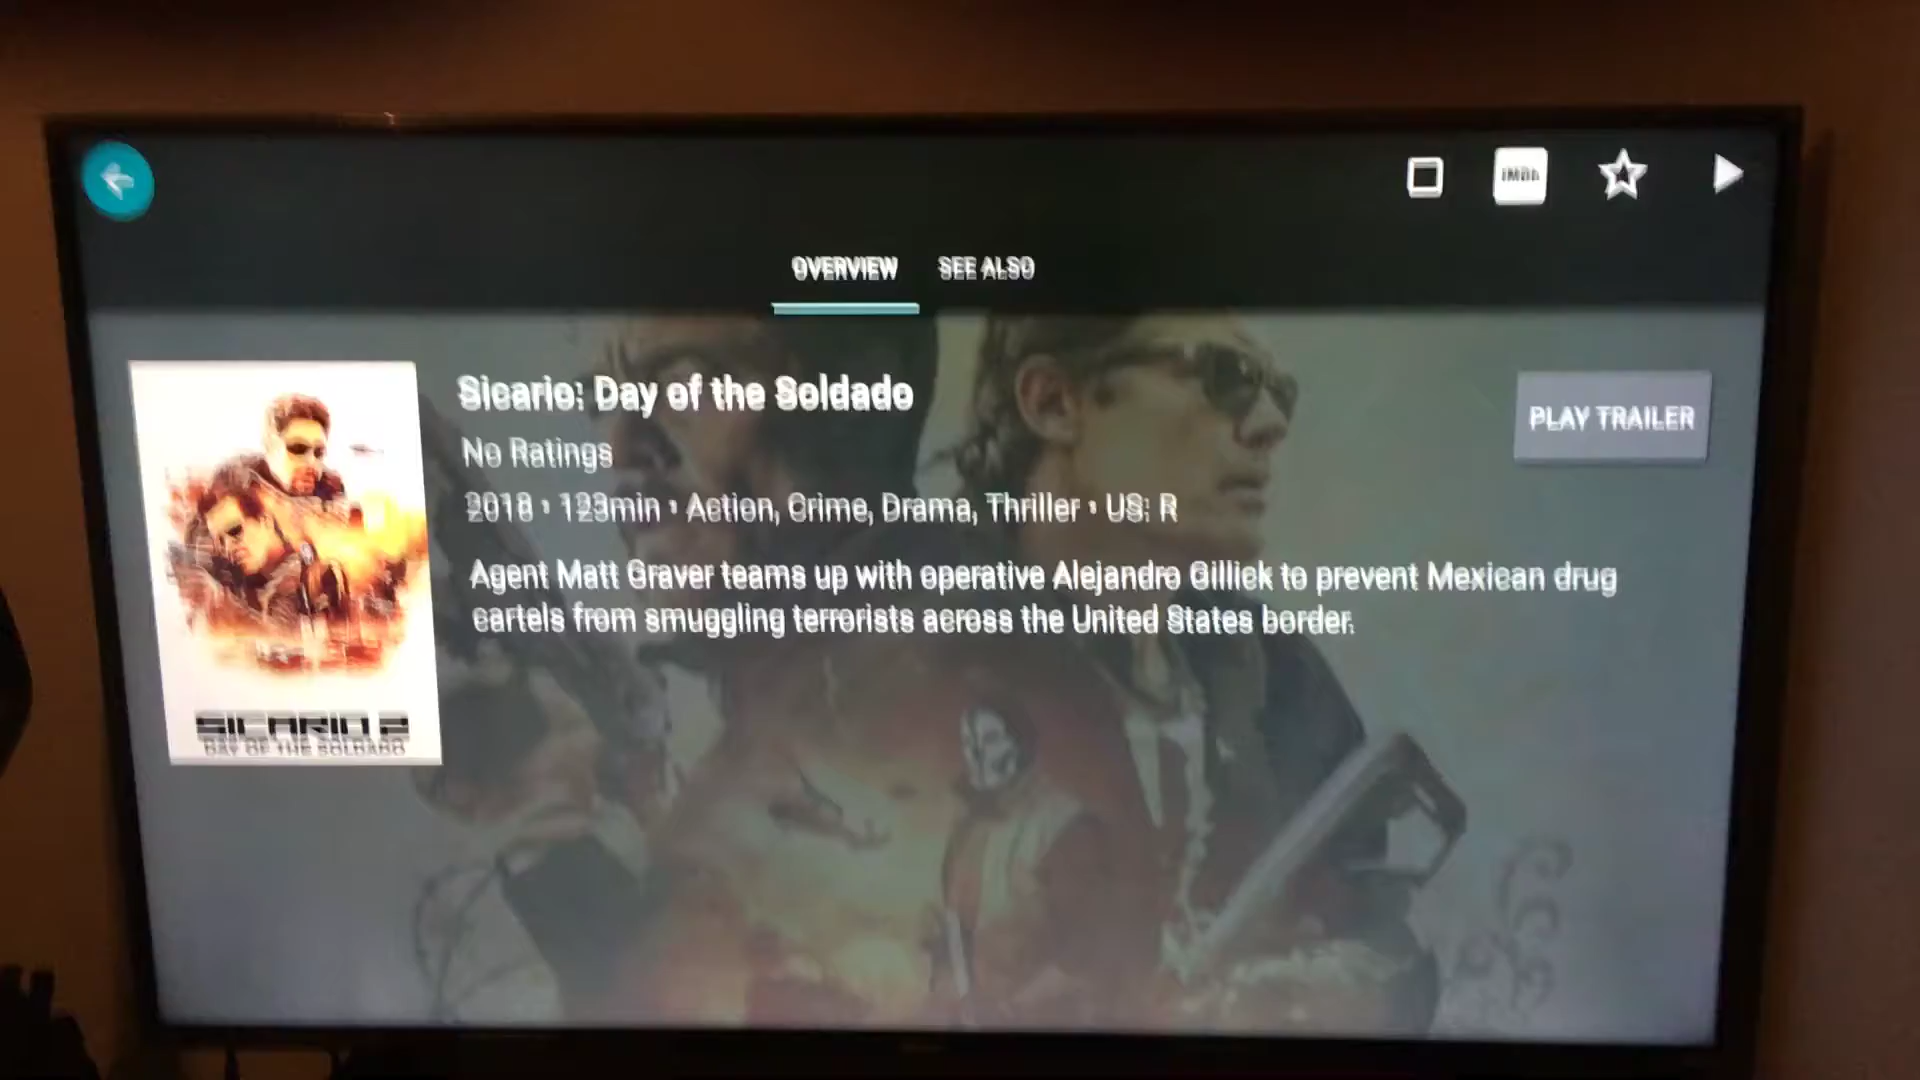 IMDb
OVERVIEW SEE ALSO
Sicario: Day of the Soldado
No Ratings
PLAY TRAILER
2018 • 123min • Action, Crime, Drama, Thriller • US: R
Agent Matt Graver teams up with operative Alejandro Gillick to prevent Mexican drug
cartels from smuggling terrorists across the United States border.
SICARIO 2
DAY OF THE SOLDADO